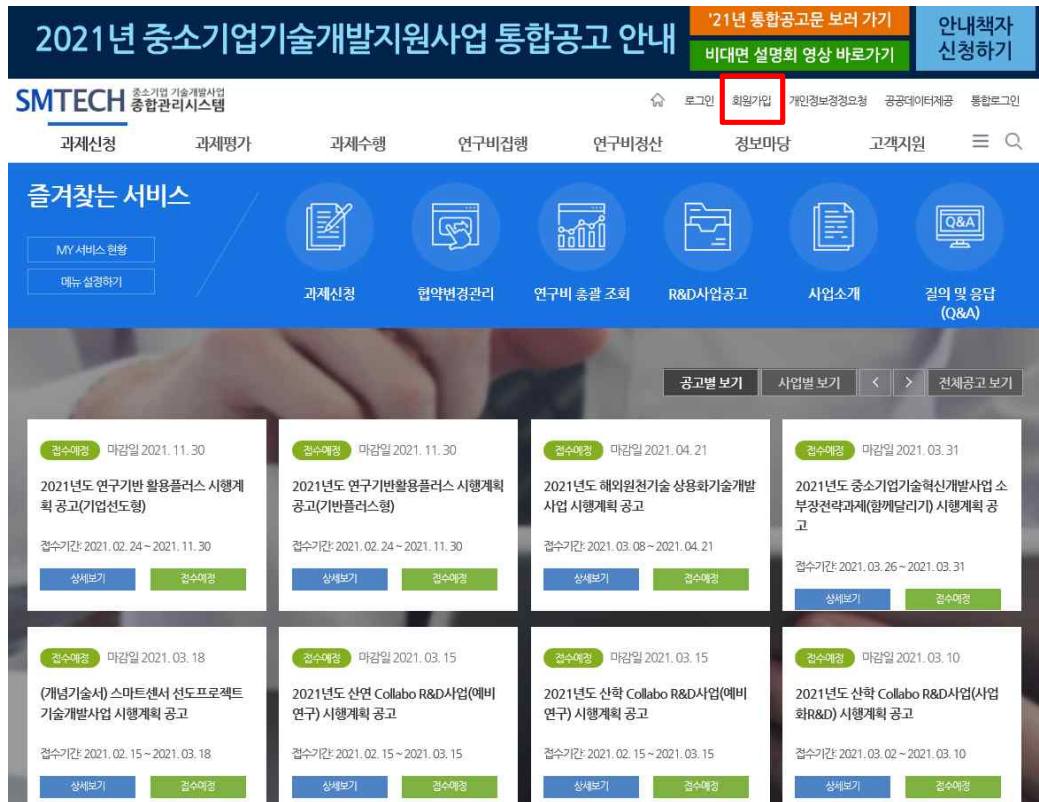 2021년 중소기업기술개발지원사업 통합공고 안내
'21년 통합공고문 보러 가기
비대면 설명회 영상 바로가기
안내책자
신청하기
SMTECH 중소기업 기술개발사업
종합관리시스템
로그인 회원가입 개인정보정정요청 공공데이터제공 통합로그인
과제신청 과제평가 과제수행 연구비집행 연구비정산 정보마당 고객지원
즐겨찾는 서비스
MY 서비스 현황
메뉴 설정하기
Q&A
과제신청 협약변경관리 연구비 총괄 조회 R&D사업공고 사업소개 질의 및 응답
(Q&A)
공고별 보기 사업별 보기 < > 전체공고 보기
접수예정 마감일 2021. 11. 30
2021년도 연구기반 활용플러스 시행계
획 공고(기업선도형)
접수기간: 2021. 02. 24 ~ 2021. 11. 30
상세보기 접수예정
접수예정 마감일 2021. 11. 30
2021년도 연구기반활용플러스 시행계획
공고(기반플러스형)
접수기간: 2021. 02. 24 ~ 2021. 11. 30
상세보기 접수예정
접수예정 마감일 2021. 04. 21
2021년도 해외원천기술 상용화기술개발
사업 시행계획 공고
접수기간: 2021. 03. 08 ~ 2021. 04. 21
상세보기 접수예정
접수예정 마감일 2021. 03. 31
2021년도 중소기업기술혁신개발사업 소
부장전략과제(함께달리기) 시행계획 공
고
접수기간: 2021. 03. 26 ~ 2021. 03. 31
상세보기 접수예정
접수예정 마감일 2021. 03. 18
(개념기술서) 스마트센서 선도프로젝트
기술개발사업 시행계획 공고
접수기간: 2021. 02. 15 ~ 2021. 03. 18
상세보기 접수예정
접수예정 마감일 2021. 03. 15
2021년도 산연 Collabo R&D사업(예비
연구) 시행계획 공고
접수기간: 2021. 02. 15 ~ 2021. 03. 15
상세보기 접수예정
접수예정 마감일 2021. 03. 15
2021년도 산학 Collabo R&D사업(예비
연구) 시행계획 공고
접수기간: 2021. 02. 15 ~ 2021. 03. 15
상세보기 접수예정
접수예정 마감일 2021. 03. 10
2021년도 산학 Collabo R&D사업(사업
화R&D) 시행계획 공고
접수기간: 2021. 03. 02 ~ 2021. 03. 10
상세보기 접수예정